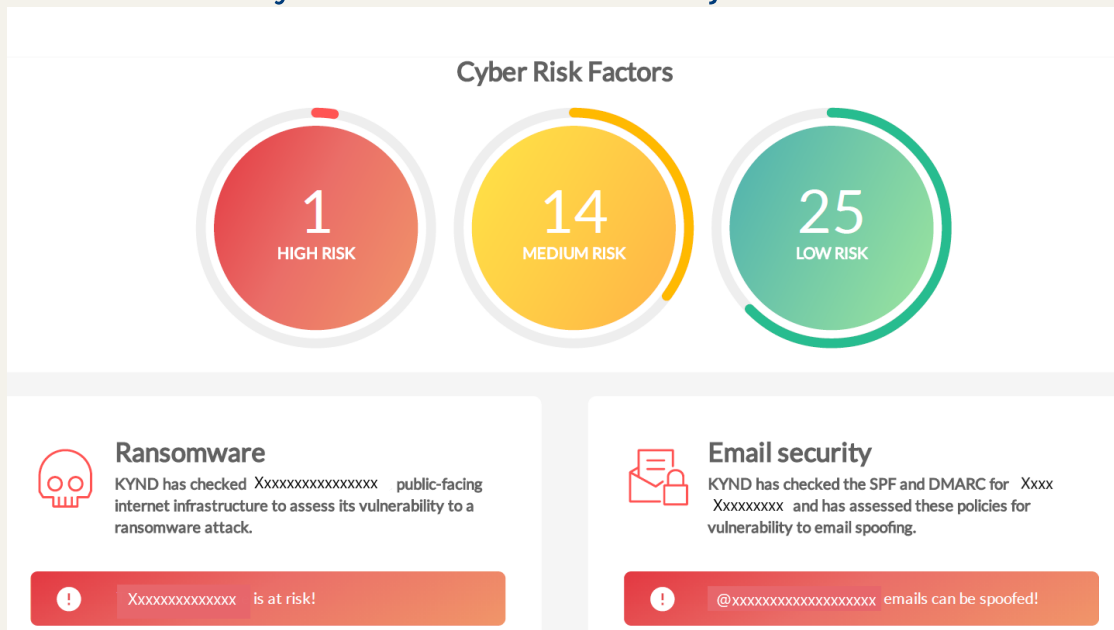 Cyber Risk Factors
1
HIGH RISK
14
MEDIUM RISK
25
LOW RISK
Ransomware
KYND has checked Xxxxxxxxxxxxxxxx public-facing
internet infrastructure to assess its vulnerability to a
ransomware attack.
Xxxxxxxxxxxxxx is at risk!
Email security
KYND has checked the SPF and DMARC for Xxxx
Xxxxxxxxx and has assessed these policies for
vulnerability to email spoofing.
@xxxxxxxxxxxxxxxxxxx emails can be spoofed!